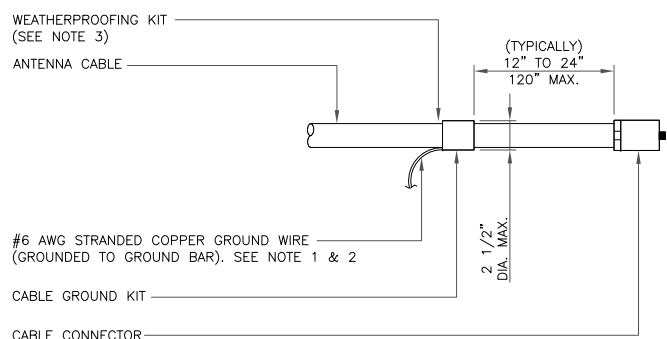 WEATHERPROOFING KIT
(SEE NOTE 3)
ANTENNA CABLE
(TYPICALLY)
12" TO 24"
120" MAX.
#6 AWG STRANDED COPPER GROUND WIRE
(GROUNDED TO GROUND BAR). SEE NOTE 1 & 2
2 1/2"
DIA. MAX.
CABLE GROUND KIT
CABLE CONNECTOR